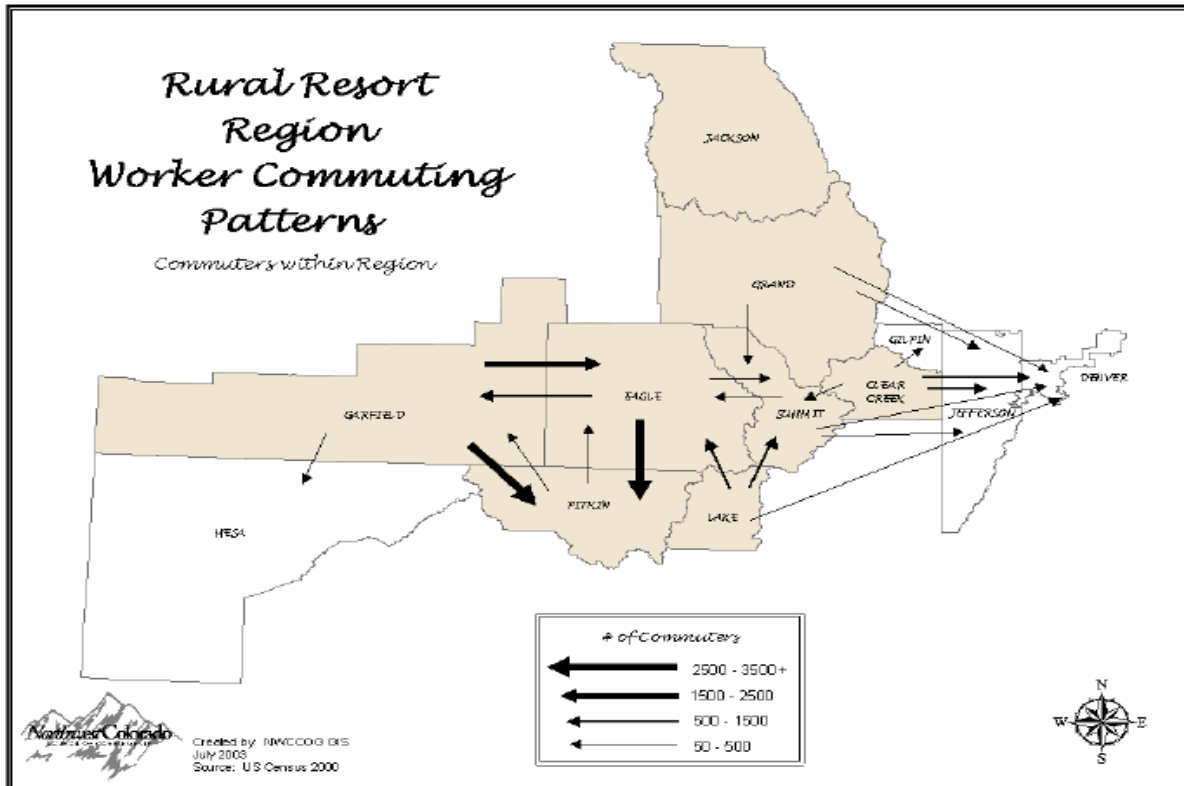 Rural Resort
Region
Worker Commuting
Patterns
Commuters within Region
JACKSON
GRAND
GILPIN
DENVER
CLEAR
CREEK
EAGLE
SUMMIT
JEFFERSON
GARFIELD
PITKIN
LAKE
MESA
# of Commuters
2500 - 3500+
1500 - 2500
500 - 1500
50 - 500
N
W
E
S
Northwest Colorado
Created by: NWCCOG GIS
July 2003
Source: US Census 2000